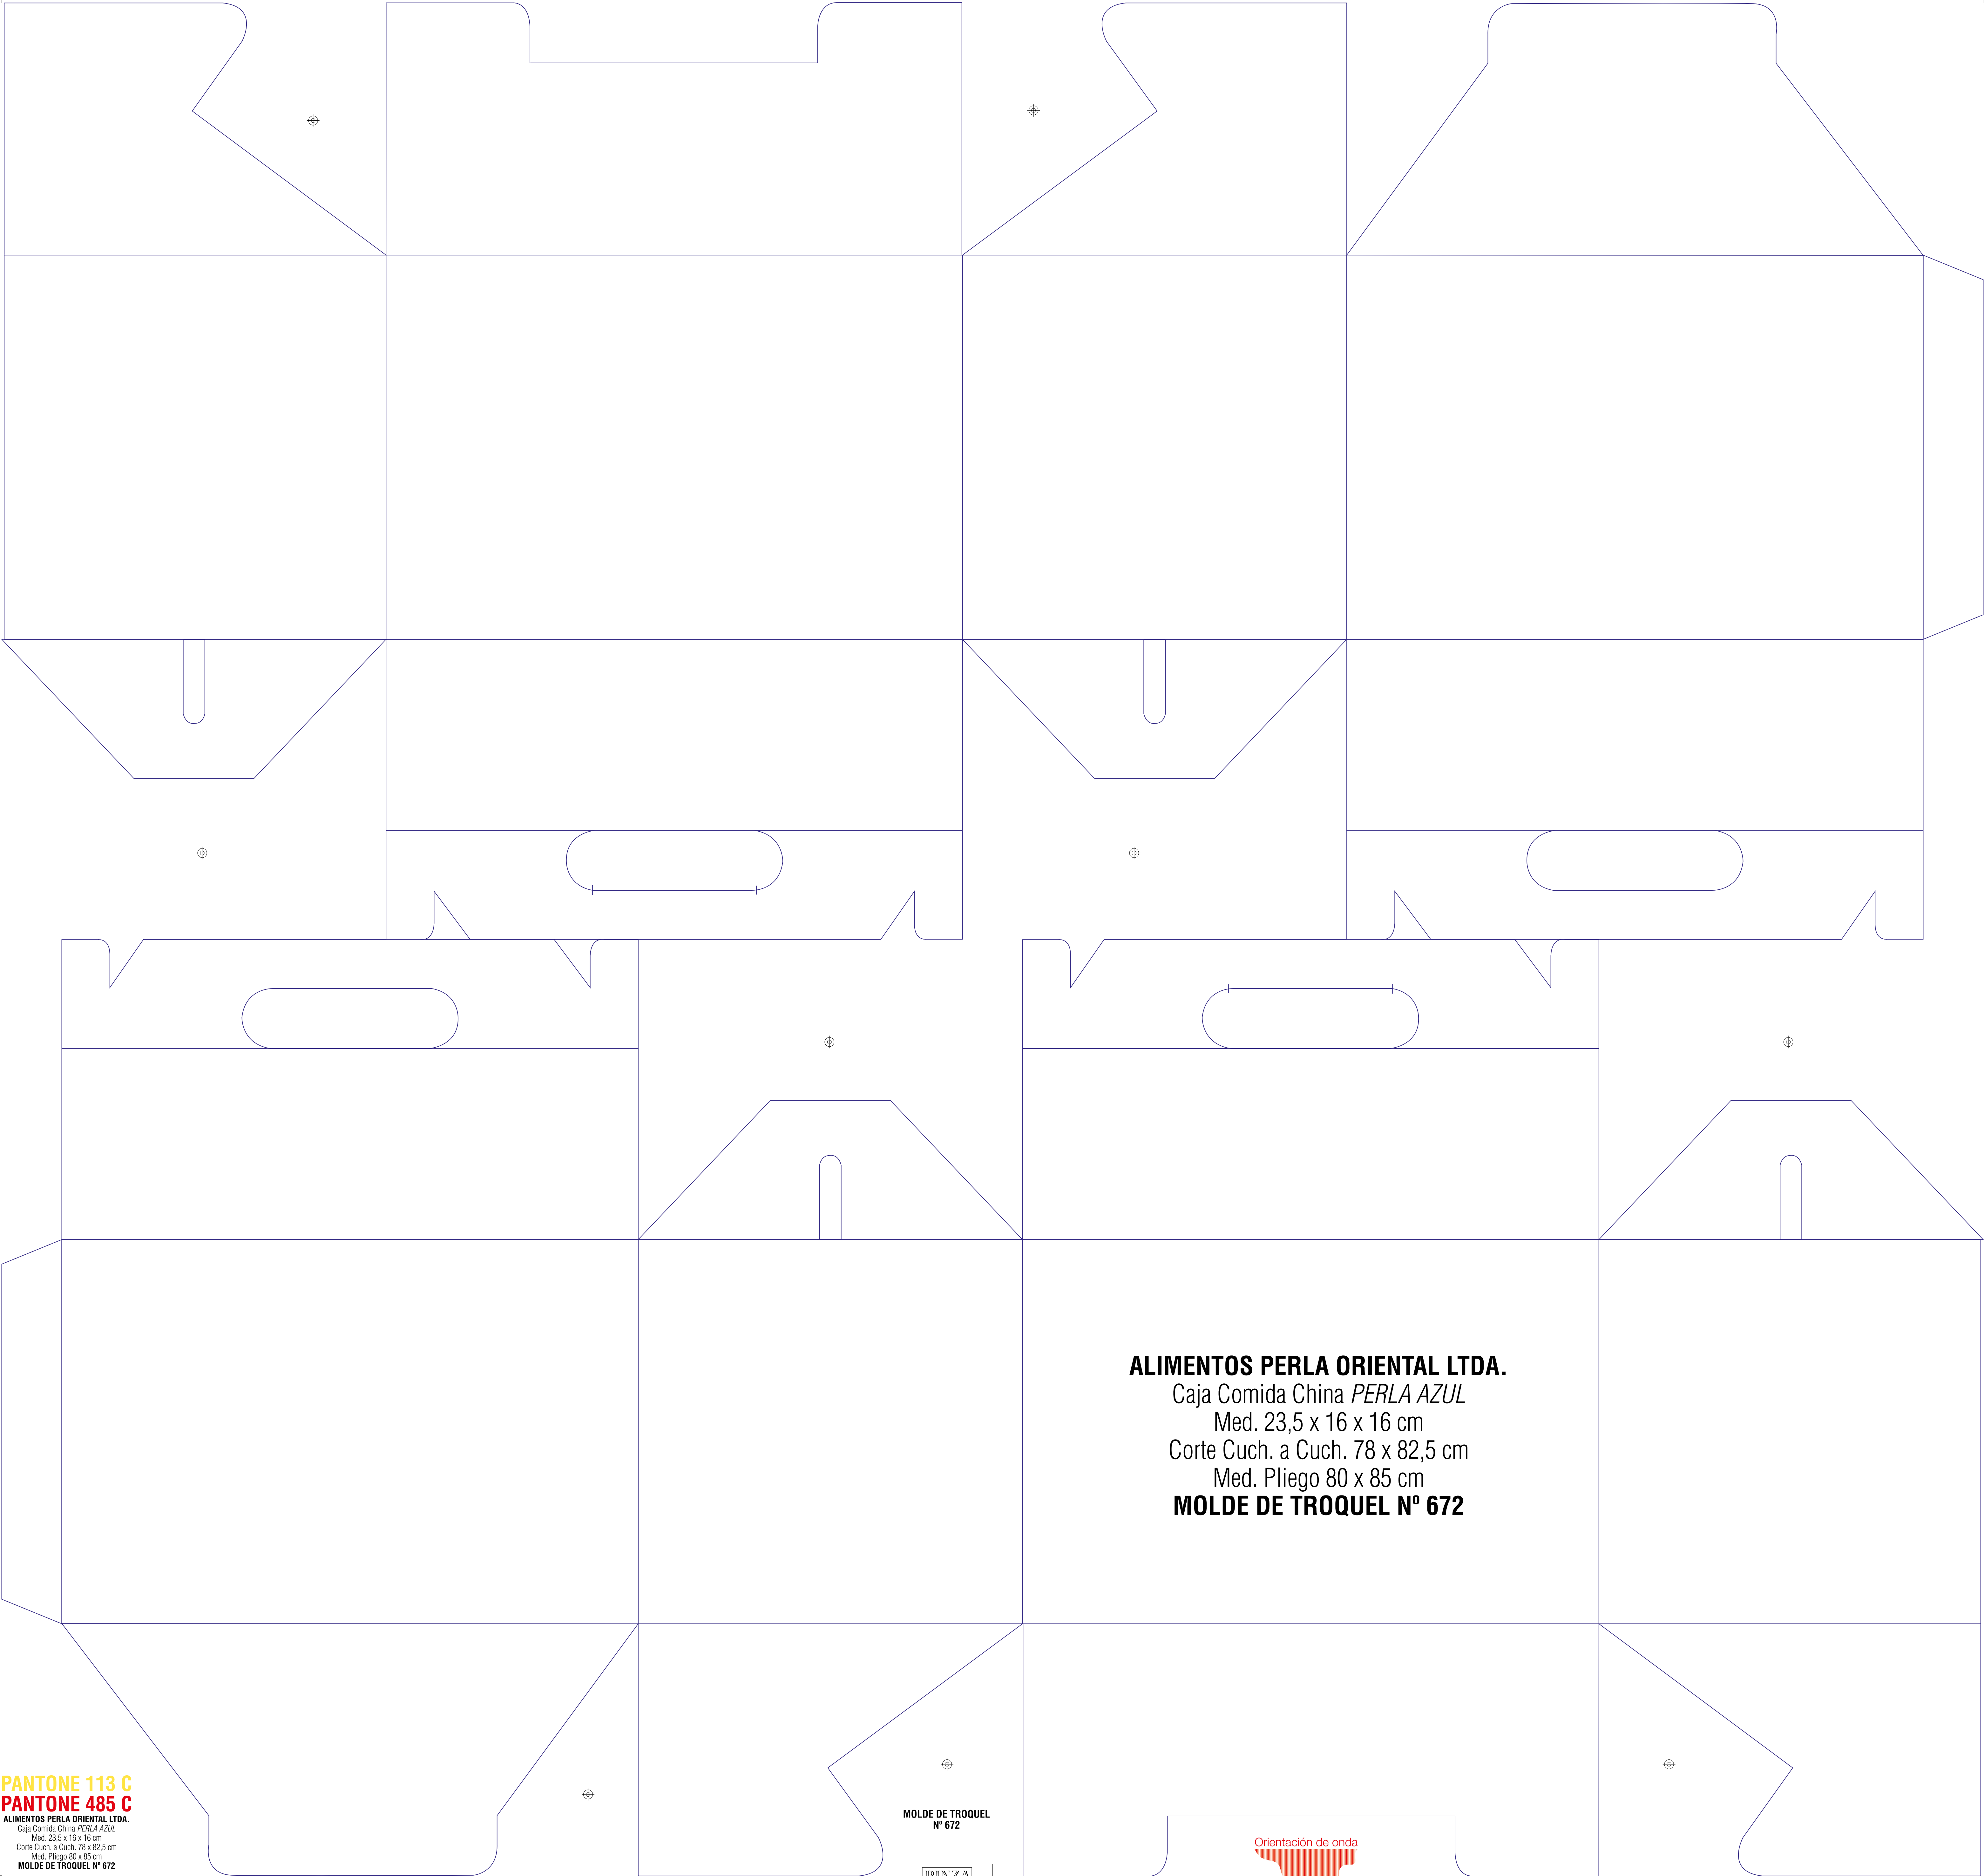 ALIMENTOS PERLA ORIENTAL LTDA.
Caja Comida China PERLA AZUL
Med. 23,5 x 16 x 16 cm
Corte Cuch. a Cuch. 78 x 82,5 cm
Med. Pliego 80 x 85 cm
MOLDE DE TROQUEL Nº 672
PANTONE 113 C
PANTONE 485 C
ALIMENTOS PERLA ORIENTAL LTDA.
Caja Comida China PERLA AZUL
Med. 23,5 x 16 x 16 cm
Corte Cuch. a Cuch. 78 x 82,5 cm
Med. Pliego 80 x 85 cm
MOLDE DE TROQUEL Nº 672
MOLDE DE TROQUEL
Nº 672
PINZA
Orientación de onda